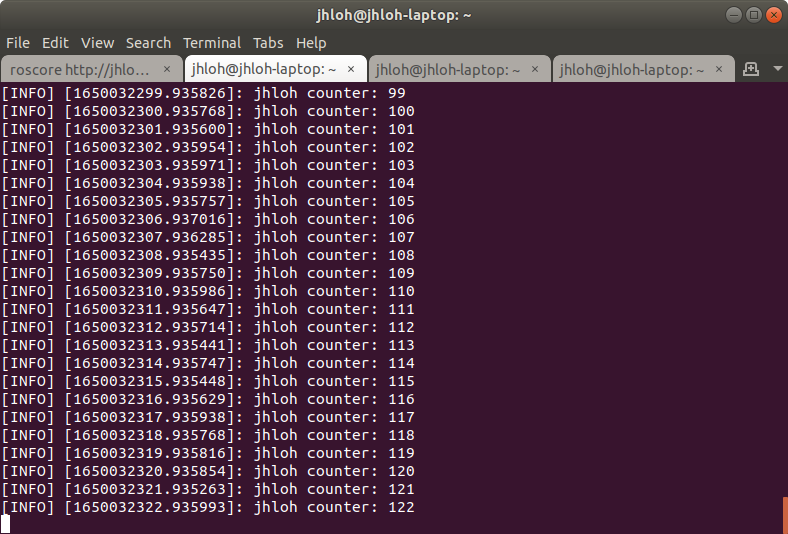 jhloh@jhloh-laptop: ~
File Edit View Search Terminal Tabs Help
roscore http://jhlo... × jhloh@jhloh-laptop: ~ × jhloh@jhloh-laptop: ~ × jhloh@jhloh-laptop: ~ ×
[INFO] [1650032299.935826]: jhloh counter: 99
[INFO] [1650032300.935768]: jhloh counter: 100
[INFO] [1650032301.935600]: jhloh counter: 101
[INFO] [1650032302.935954]: jhloh counter: 102
[INFO] [1650032303.935971]: jhloh counter: 103
[INFO] [1650032304.935938]: jhloh counter: 104
[INFO] [1650032305.935757]: jhloh counter: 105
[INFO] [1650032306.937016]: jhloh counter: 106
[INFO] [1650032307.936285]: jhloh counter: 107
[INFO] [1650032308.935435]: jhloh counter: 108
[INFO] [1650032309.935750]: jhloh counter: 109
[INFO] [1650032310.935986]: jhloh counter: 110
[INFO] [1650032311.935647]: jhloh counter: 111
[INFO] [1650032312.935714]: jhloh counter: 112
[INFO] [1650032313.935441]: jhloh counter: 113
[INFO] [1650032314.935747]: jhloh counter: 114
[INFO] [1650032315.935448]: jhloh counter: 115
[INFO] [1650032316.935629]: jhloh counter: 116
[INFO] [1650032317.935938]: jhloh counter: 117
[INFO] [1650032318.935768]: jhloh counter: 118
[INFO] [1650032319.935816]: jhloh counter: 119
[INFO] [1650032320.935854]: jhloh counter: 120
[INFO] [1650032321.935263]: jhloh counter: 121
[INFO] [1650032322.935993]: jhloh counter: 122